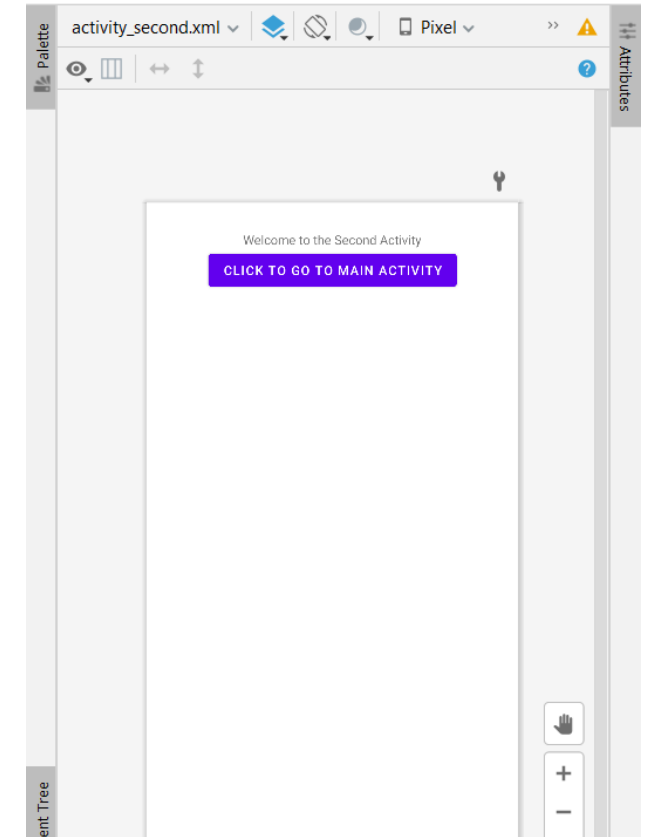 activity_second.xml
Pixel
Palette
Attributes
Welcome to the Second Activity
CLICK TO GO TO MAIN ACTIVITY
ent Tree